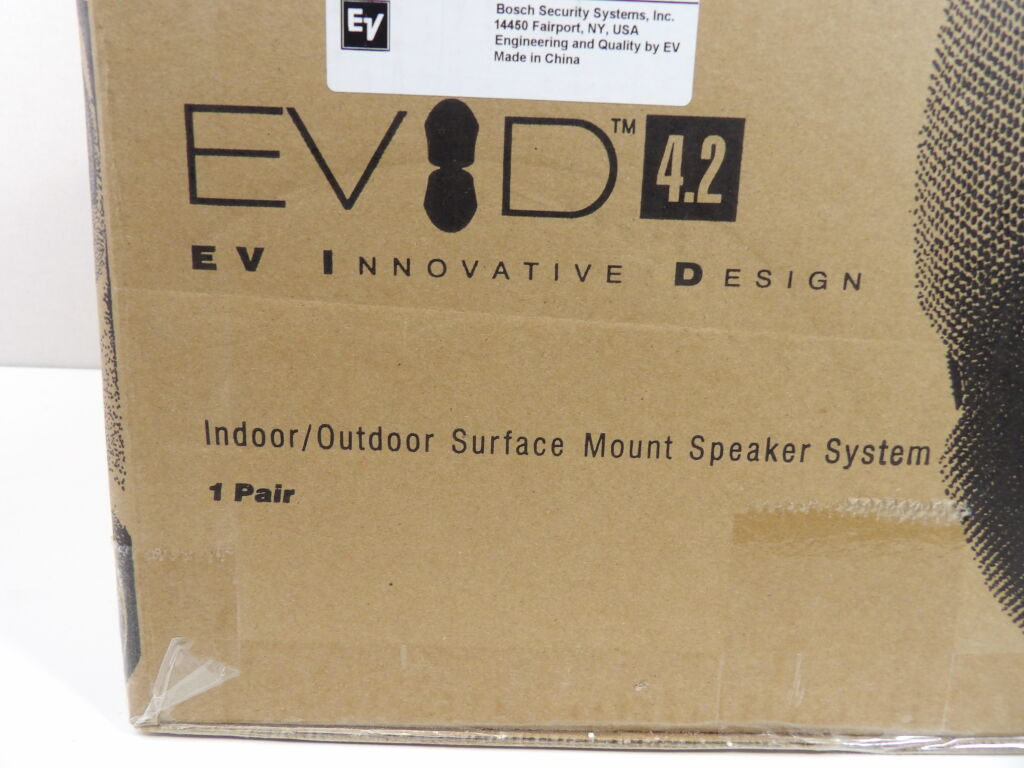 EV
Bosch Security Systems, Inc.
14450 Fairport, NY, USA
Engineering and Quality by EV
Made in China
EVID™ 4.2
EV INNOVATIVE DESIGN
Indoor/Outdoor Surface Mount Speaker System
1 Pair